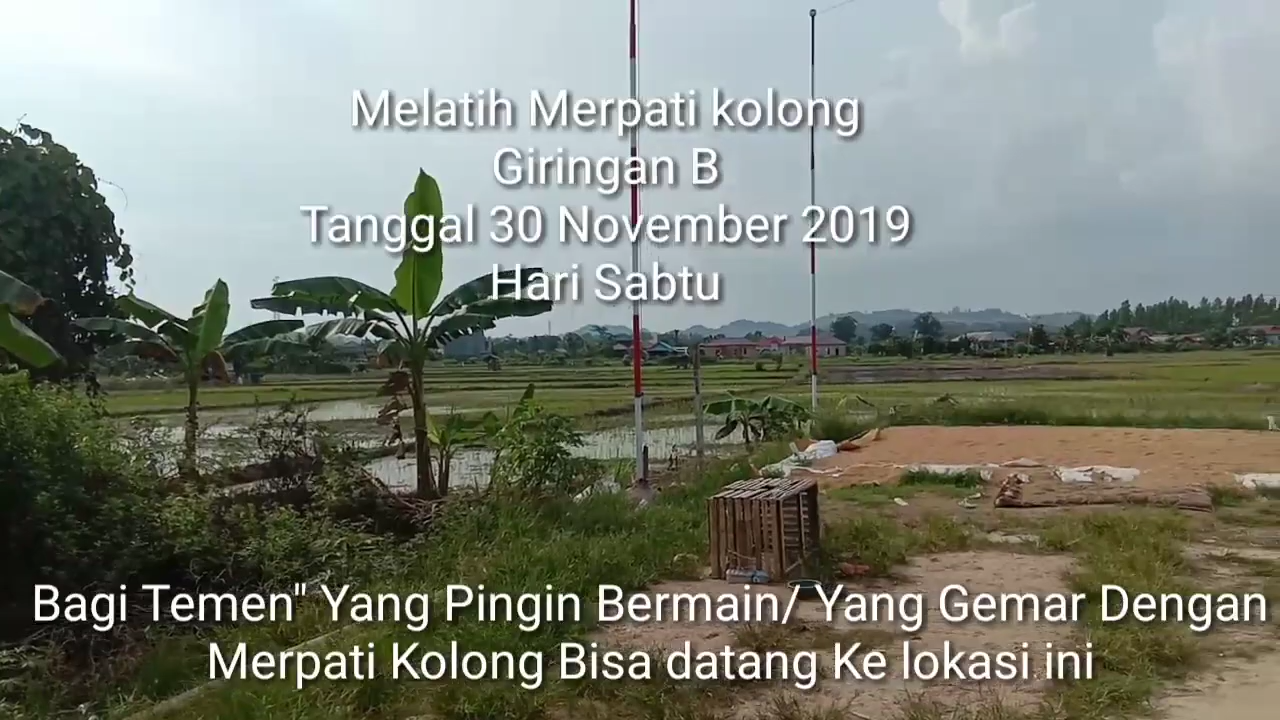 Melatih Merpati kolong
Giringan B
Tanggal 30 November 2019
Hari Sabtu
Bagi Temen" Yang Pingin Bermain/ Yang Gemar Dengan
Merpati Kolong Bisa datang Ke lokasi ini